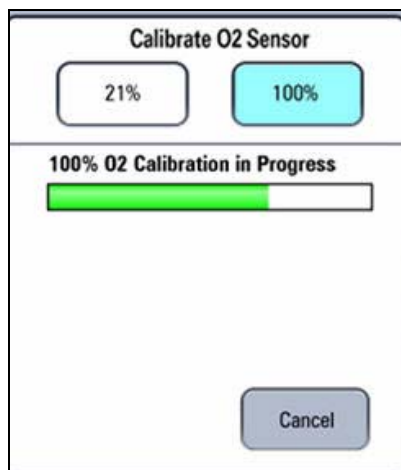 Calibrate O2 Sensor
21% 100%
100% O2 Calibration in Progress
Cancel